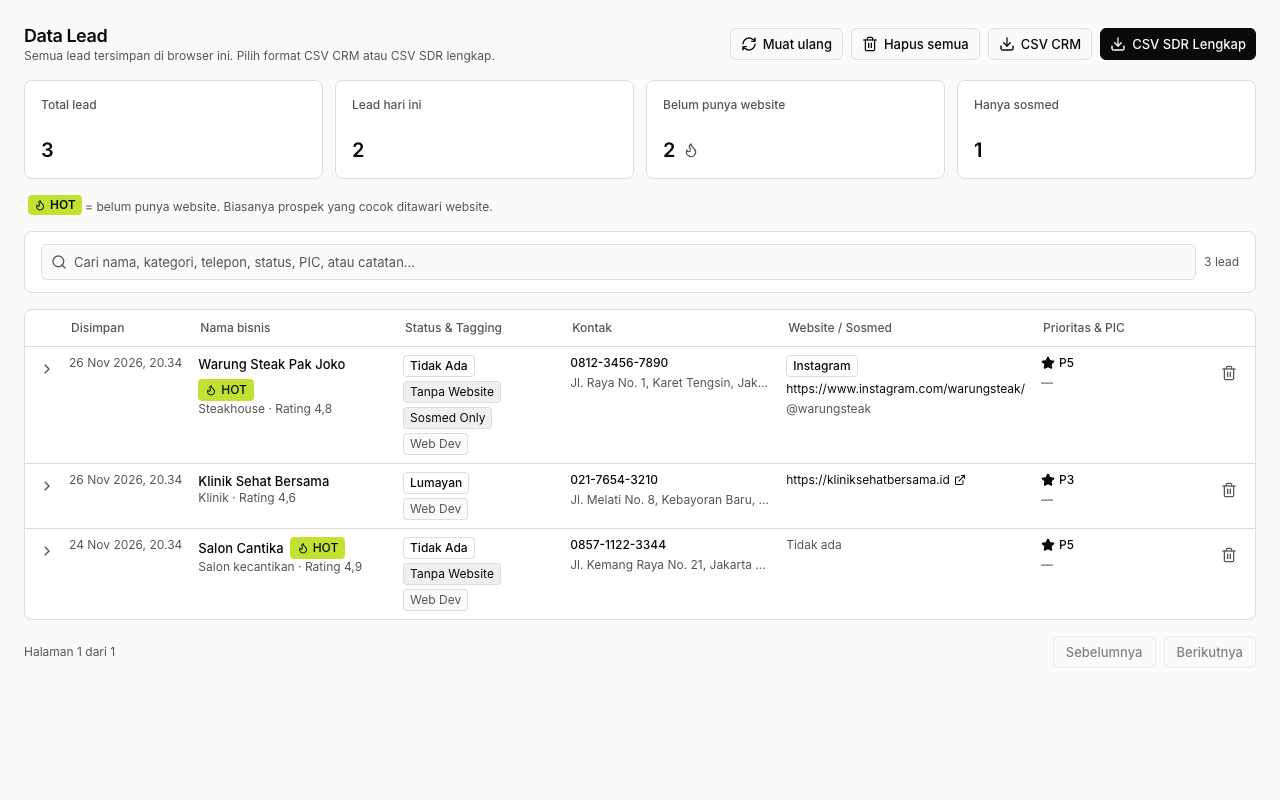 Data Lead
Semua lead tersimpan di browser ini. Pilih format CSV CRM atau CSV SDR lengkap.
Muat ulang
Hapus semua
CSV CRM
CSV SDR Lengkap
Total lead
3
Lead hari ini
2
Belum punya website
2
Hanya sosmed
1
HOT = belum punya website. Biasanya prospek yang cocok ditawari website.
Cari nama, kategori, telepon, status, PIC, atau catatan...
3 lead
Disimpan
Nama bisnis
Status & Tagging
Kontak
Website / Sosmed
Prioritas & PIC
26 Nov 2026, 20.34
Warung Steak Pak Joko
HOT
Steakhouse · Rating 4,8
Tidak Ada
Tanpa Website
Sosmed Only
Web Dev
0812-3456-7890
Jl. Raya No. 1, Karet Tengsin, Jak...
Instagram
https://www.instagram.com/warungsteak/
@warungsteak
P5
—
26 Nov 2026, 20.34
Klinik Sehat Bersama
Klinik · Rating 4,6
Lumayan
Web Dev
021-7654-3210
Jl. Melati No. 8, Kebayoran Baru, ...
https://kliniksehatbersama.id
P3
—
24 Nov 2026, 20.34
Salon Cantika HOT
Salon kecantikan · Rating 4,9
Tidak Ada
Tanpa Website
Web Dev
0857-1122-3344
Jl. Kemang Raya No. 21, Jakarta ...
Tidak ada
P5
—
Halaman 1 dari 1
Sebelumnya
Berikutnya